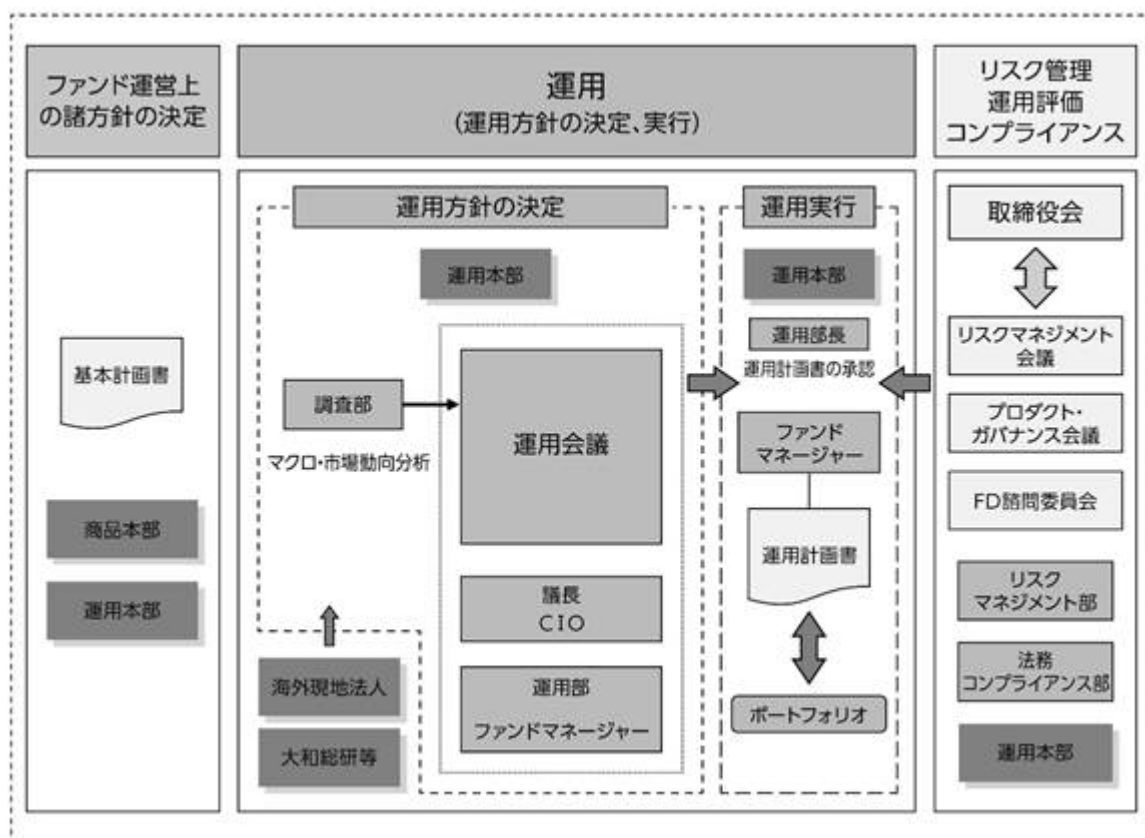 ファンド運営上
の諸方針の決定
運用
(運用方針の決定、実行)
リスク管理
運用評価
コンプライアンス
基本計画書
商品本部
運用本部
運用方針の決定
運用本部
調査部
マクロ・市場動向分析
運用会議
議長
CIO
運用部
ファンドマネージャー
海外現地法人
大和総研等
運用実行
運用本部
運用部長
運用計画書の承認
ファンド
マネージャー
運用計画書
ポートフォリオ
取締役会
リスクマネジメント
会議
プロダクト・
ガバナンス会議
FD諮問委員会
リスク
マネジメント部
法務
コンプライアンス部
運用本部